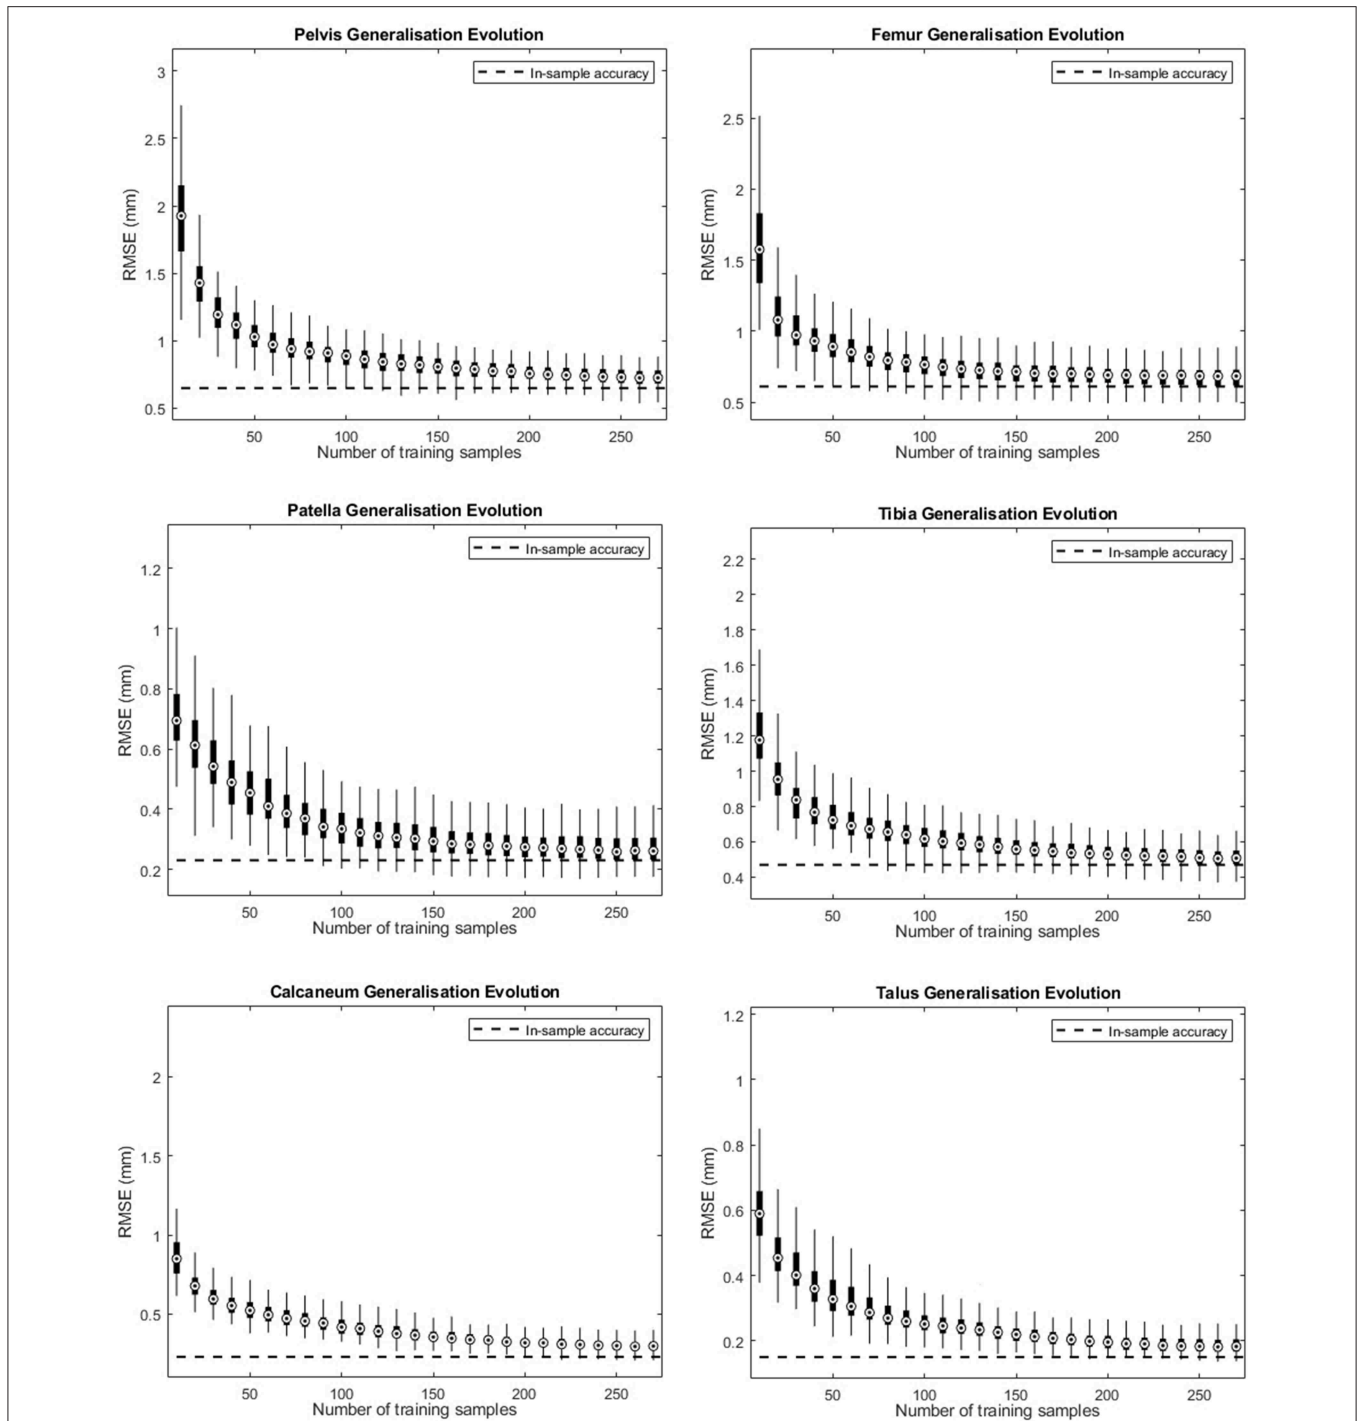 Pelvis Generalisation Evolution
In-sample accuracy
3
2.5
2
1.5
1
0.5
RMSE (mm)
50 100 150 200 250
Number of training samples
Femur Generalisation Evolution
In-sample accuracy
2.5
2
1.5
1
0.5
RMSE (mm)
50 100 150 200 250
Number of training samples
Patella Generalisation Evolution
In-sample accuracy
1.2
1
0.8
0.6
0.4
0.2
RMSE (mm)
50 100 150 200 250
Number of training samples
Tibia Generalisation Evolution
In-sample accuracy
2.2
2
1.8
1.6
1.4
1.2
1
0.8
0.6
0.4
RMSE (mm)
50 100 150 200 250
Number of training samples
Calcaneum Generalisation Evolution
In-sample accuracy
2
1.5
1
0.5
RMSE (mm)
50 100 150 200 250
Number of training samples
Talus Generalisation Evolution
In-sample accuracy
1.2
1
0.8
0.6
0.4
0.2
RMSE (mm)
50 100 150 200 250
Number of training samples